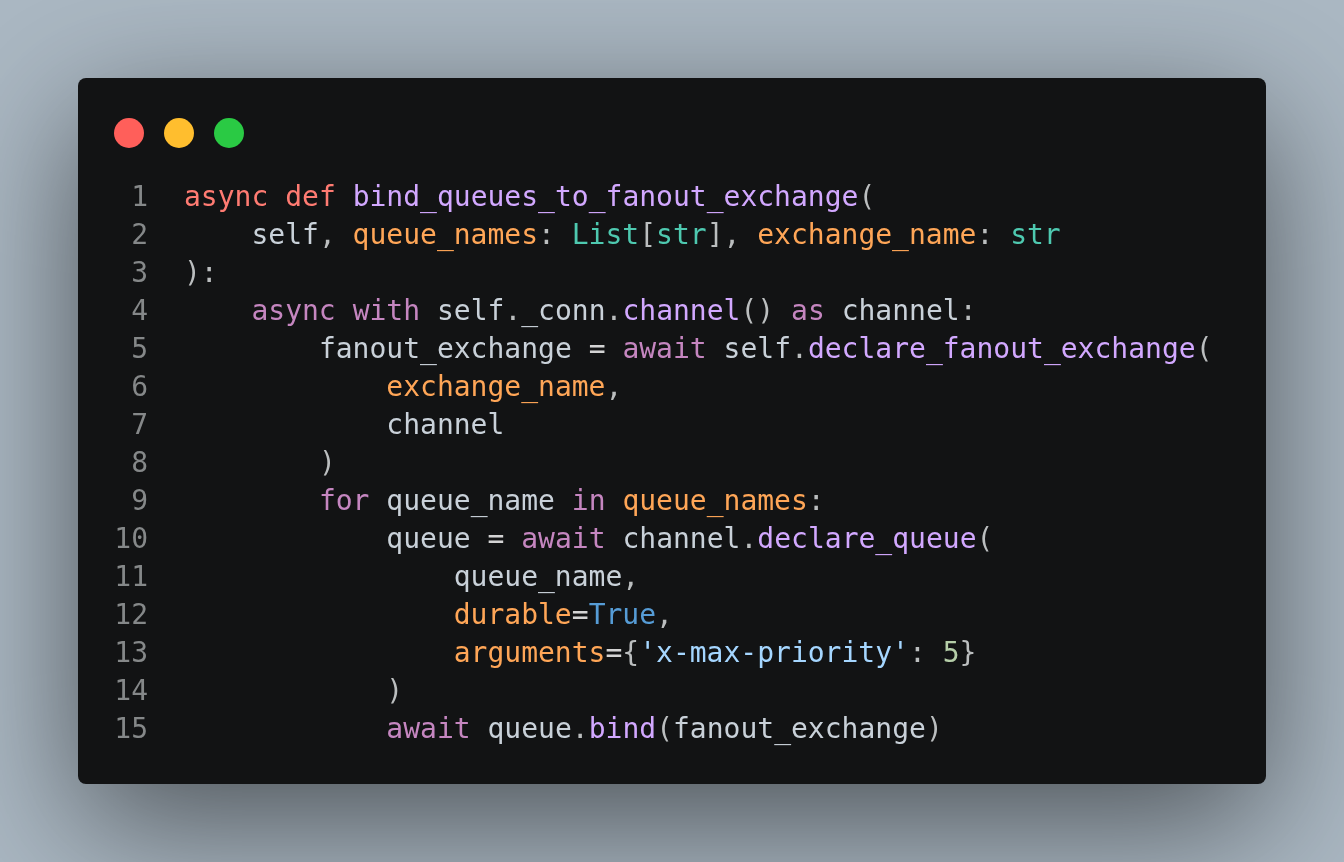 1 async def bind_queues_to_fanout_exchange(
2     self, queue_names: List[str], exchange_name: str
3 ):
4     async with self._conn.channel() as channel:
5         fanout_exchange = await self.declare_fanout_exchange(
6             exchange_name,
7             channel
8         )
9         for queue_name in queue_names:
10             queue = await channel.declare_queue(
11                 queue_name,
12                 durable=True,
13                 arguments={'x-max-priority': 5}
14             )
15             await queue.bind(fanout_exchange)